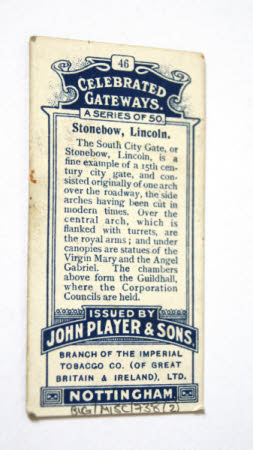 46
CELEBRATED
GATEWAYS.
A SERIES OF 50.
Stonebow, Lincoln.
The South City Gate, or
Stonebow, Lincoln, is a
fine example of a 15th cen-
tury city gate, and con-
sisted originally of one arch
over the roadway, the side
arches having been cut in
modern times. Over the
central arch, which is
flanked with turrets, are
the royal arms; and under
canopies are statues of the
Virgin Mary and the Angel
Gabriel. The chambers
above form the Guildhall,
where the Corporation
Councils are held.
ISSUED BY
JOHN PLAYER & SONS.
BRANCH OF THE IMPERIAL
TOBACCO CO. (OF GREAT
BRITAIN & IRELAND), LTD.
NOTTINGHAM.